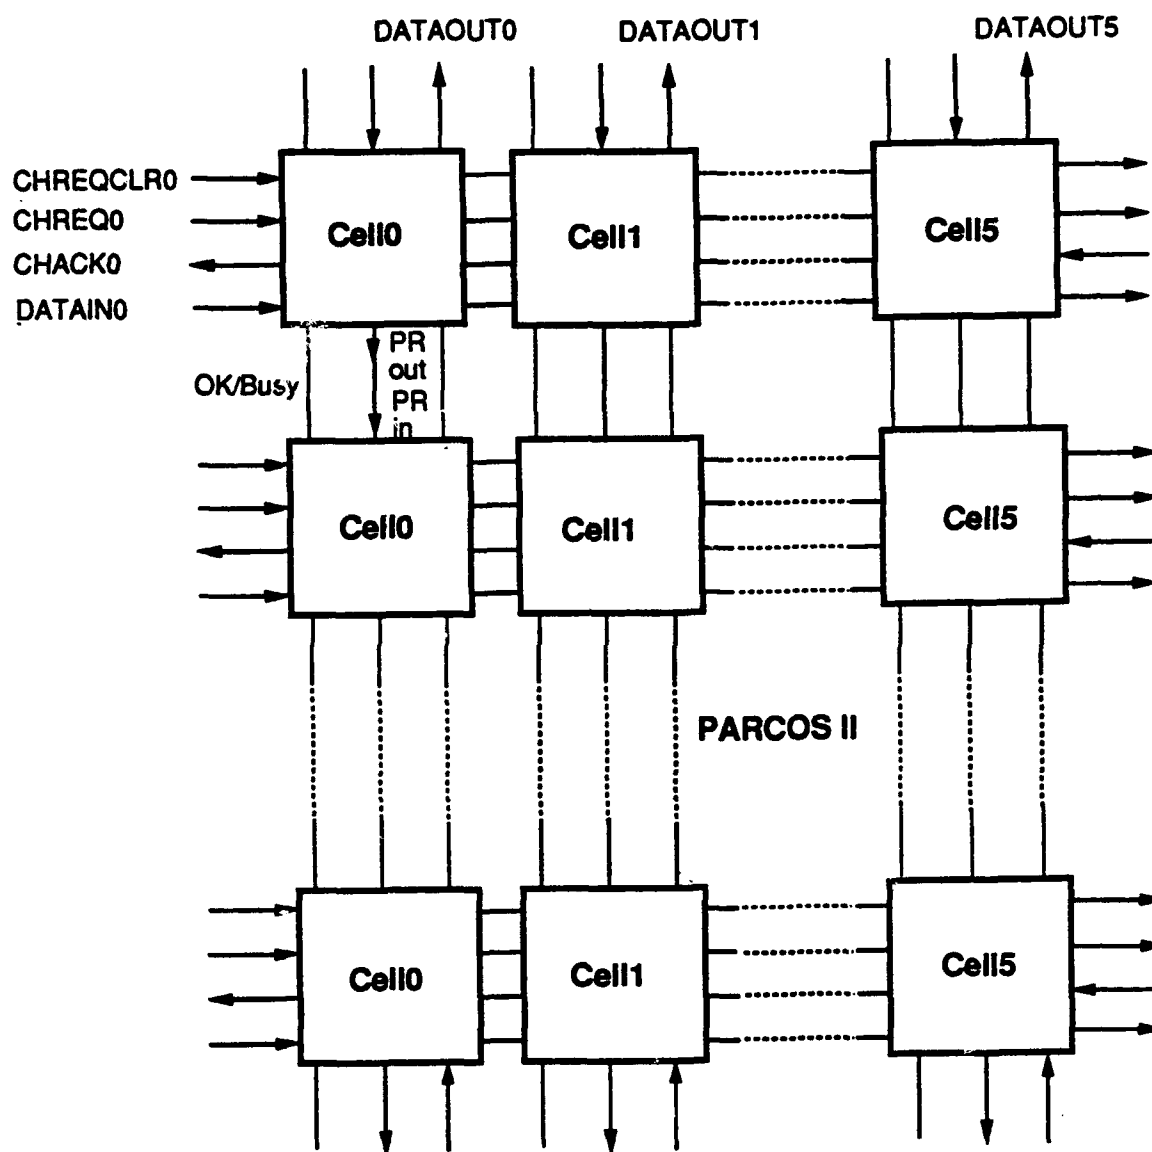 DATAOUT0 DATAOUT1 DATAOUT5
CHREQCLR0
CHREQ0
CHACK0
DATAIN0
Cell0 Cell1 Cell5
OK/Busy
PR
out
PR
in
Cell0 Cell1 Cell5
PARCOS II
Cell0 Cell1 Cell5